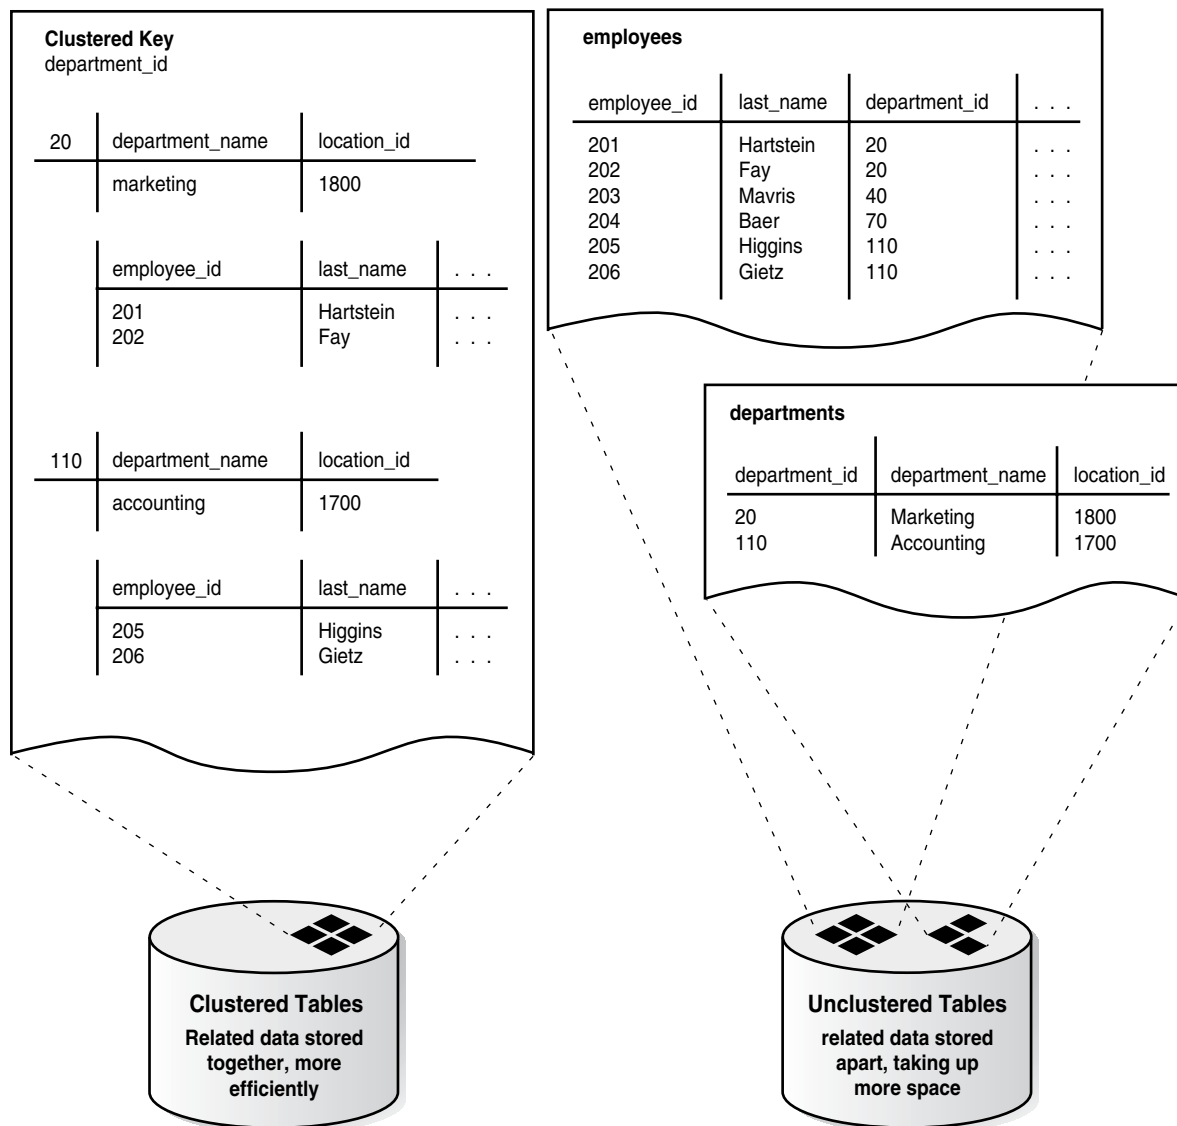 Clustered Key
department_id
20 department_name location_id
marketing 1800
employee_id last_name . . .
201 Hartstein . . .
202 Fay . . .
110 department_name location_id
accounting 1700
employee_id last_name . . .
205 Higgins . . .
206 Gietz . . .
employees
employee_id last_name department_id . . .
201 Hartstein 20 . . .
202 Fay 20 . . .
203 Mavris 40 . . .
204 Baer 70 . . .
205 Higgins 110 . . .
206 Gietz 110 . . .
departments
department_id department_name location_id
20 Marketing 1800
110 Accounting 1700
Clustered Tables
Related data stored
together, more
efficiently
Unclustered Tables
related data stored
apart, taking up
more space